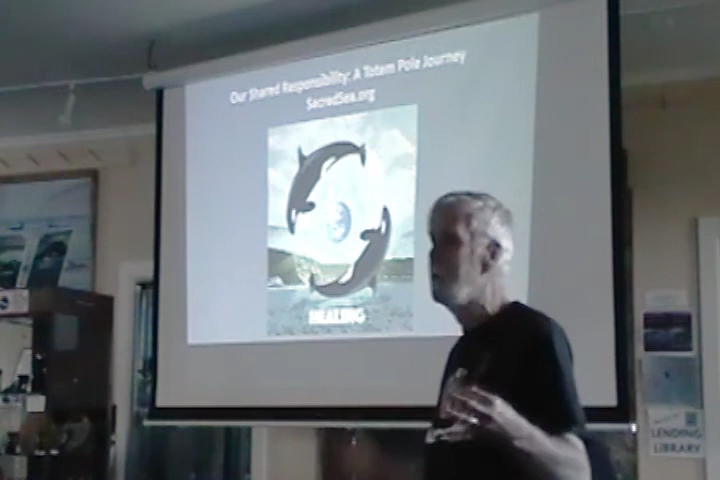 Our Shared Responsibility: A Totem Pole Journey
SacredSea.org
HEALING
LENDING
LIBRARY